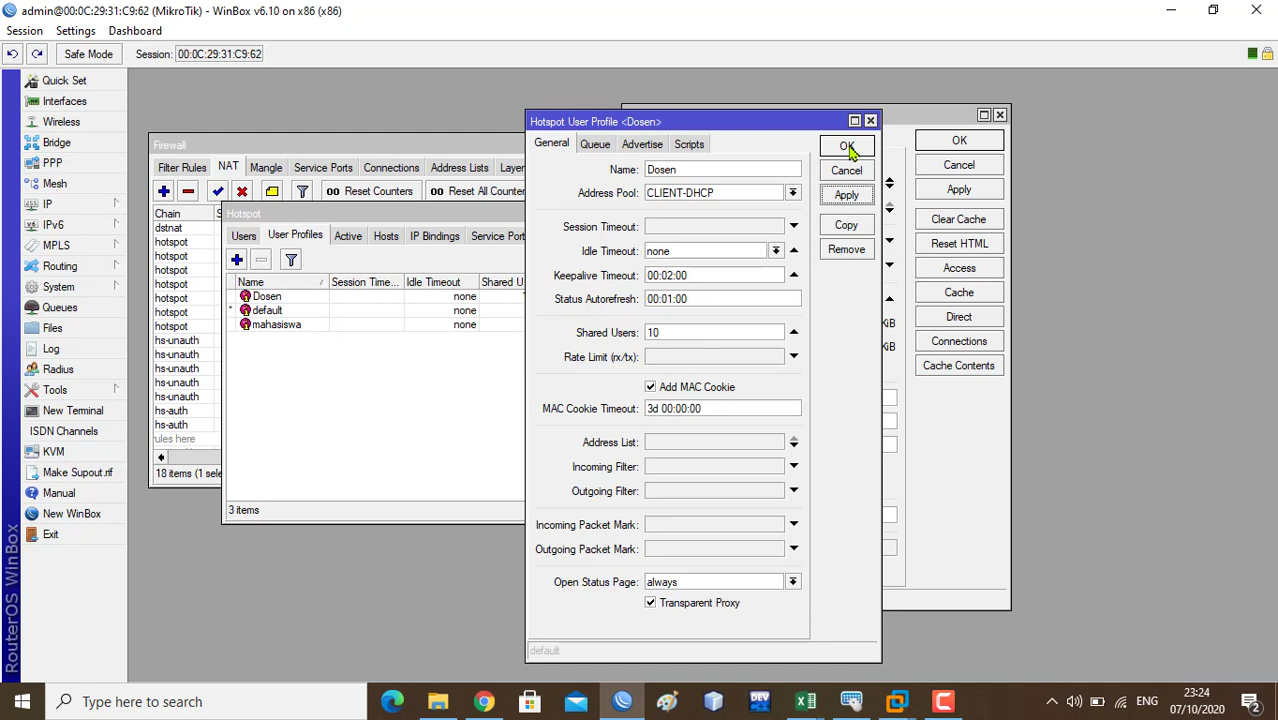 admin@00:0C:29:31:C9:62 (MikroTik) - WinBox v6.10 on x86 (x86)
Session Settings Dashboard
Safe Mode Session: 00:0C:29:31:C9:62
Quick Set
Interfaces
Wireless
Bridge
PPP
Mesh
IP
IPv6
MPLS
Routing
System
Queues
Files
Log
Radius
Tools
New Terminal
ISDN Channels
KVM
Make Supout.rif
Manual
New WinBox
Exit
RouterOS WinBox
Firewall
Filter Rules NAT Mangle Service Ports Connections Address Lists
Reset Counters Reset All Counters
Chain
dstnat
hotspot
hotspot
hotspot
hotspot
hotspot
hotspot
hotspot
hs-unauth
hs-unauth
hs-unauth
hs-unauth
hs-auth
hs-auth
rules here
18 items
Hotspot
Users User Profiles Active Hosts IP Bindings
Name Session Time... Idle Timeout Shared U
Dosen none
* default none
mahasiswa none
3 items
Hotspot User Profile <Dosen>
General Queue Advertise Scripts
Name: Dosen
Address Pool: CLIENT-DHCP
Session Timeout:
Idle Timeout: none
Keepalive Timeout: 00:02:00
Status Autorefresh: 00:01:00
Shared Users: 10
Rate Limit (rx/tx):
Add MAC Cookie
MAC Cookie Timeout: 3d 00:00:00
Address List:
Incoming Filter:
Outgoing Filter:
Incoming Packet Mark:
Outgoing Packet Mark:
Open Status Page: always
Transparent Proxy
default
OK
Cancel
Apply
Copy
Remove
KiB
KiB
OK
Cancel
Apply
Clear Cache
Reset HTML
Access
Cache
Direct
Connections
Cache Contents
Type here to search
DEV
ENG
23:24
07/10/2020
2